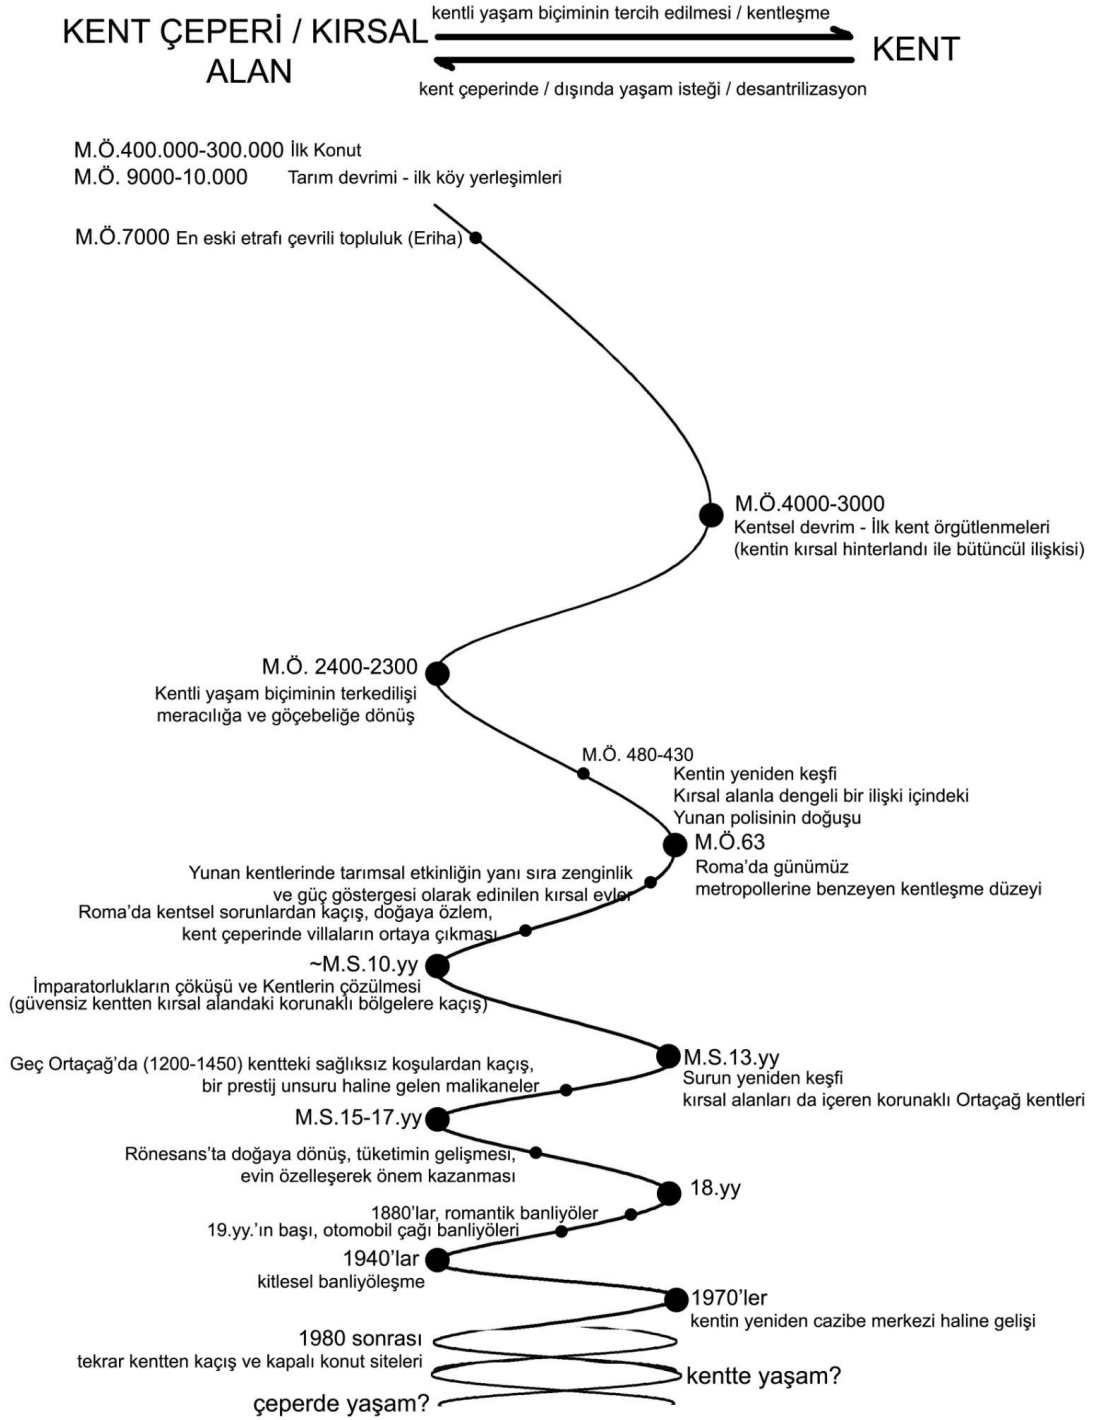 kentli yaşam biçiminin tercih edilmesi / kentleşme
KENT ÇEPERİ / KIRSAL
ALAN
KENT
kent çeperinde / dışında yaşam isteği / desantrilizasyon
M.Ö.400.000-300.000 İlk Konut
M.Ö. 9000-10.000 Tarım devrimi - ilk köy yerleşimleri
M.Ö.7000 En eski etrafı çevrili topluluk (Eriha)
M.Ö.4000-3000
Kentsel devrim - İlk kent örgütlenmeleri
(kentin kırsal hinterlandı ile bütüncül ilişkisi)
M.Ö. 2400-2300
Kentli yaşam biçiminin terkedilişi
meracılığa ve göçebeliğe dönüş
M.Ö. 480-430
Kentin yeniden keşfi
Kırsal alanla dengeli bir ilişki içindeki
Yunan polisinin doğuşu
M.Ö.63
Roma'da günümüz
metropollerine benzeyen kentleşme düzeyi
Yunan kentlerinde tarımsal etkinliğin yanı sıra zenginlik
ve güç göstergesi olarak edinilen kırsal evler
Roma'da kentsel sorunlardan kaçış, doğaya özlem,
kent çeperinde villaların ortaya çıkması
~M.S.10.yy
İmparatorlukların çöküşü ve Kentlerin çözülmesi
(güvensiz kentten kırsal alandaki korunaklı bölgelere kaçış)
M.S.13.yy
Surun yeniden keşfi
kırsal alanları da içeren korunaklı Ortaçağ kentleri
Geç Ortaçağ'da (1200-1450) kentteki sağlıksız koşulardan kaçış,
bir prestij unsuru haline gelen malikaneler
M.S.15-17.yy
Rönesans'ta doğaya dönüş, tüketimin gelişmesi,
evin özelleşerek önem kazanması
18.yy
1880'lar, romantik banliyöler
19.yy.'ın başı, otomobil çağı banliyöleri
1940'lar
kitlesel banliyöleşme
1970'ler
kentin yeniden cazibe merkezi haline gelişi
1980 sonrası
tekrar kentten kaçış ve kapalı konut siteleri
kentte yaşam?
çeperde yaşam?